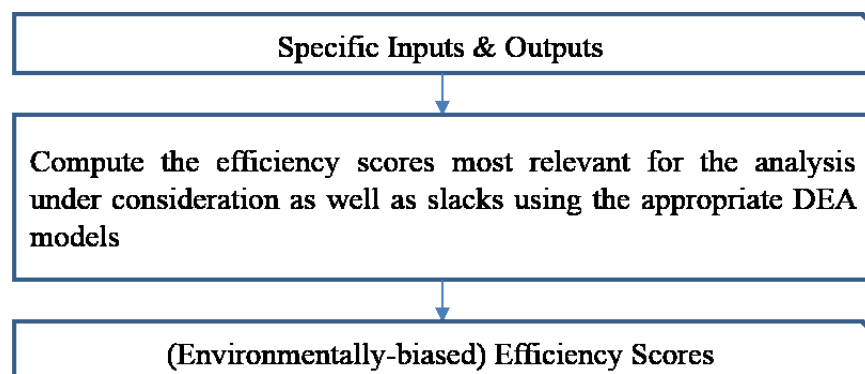 Specific Inputs & Outputs
Compute the efficiency scores most relevant for the analysis
under consideration as well as slacks using the appropriate DEA
models
(Environmentally-biased) Efficiency Scores